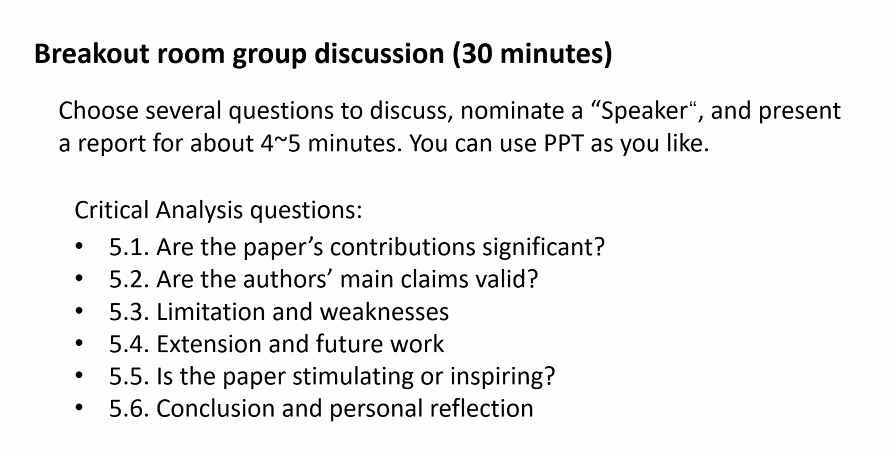 Breakout room group discussion (30 minutes)
Choose several questions to discuss, nominate a “Speaker“, and present
a report for about 4~5 minutes. You can use PPT as you like.
Critical Analysis questions:
• 5.1. Are the paper’s contributions significant?
• 5.2. Are the authors’ main claims valid?
• 5.3. Limitation and weaknesses
• 5.4. Extension and future work
• 5.5. Is the paper stimulating or inspiring?
• 5.6. Conclusion and personal reflection